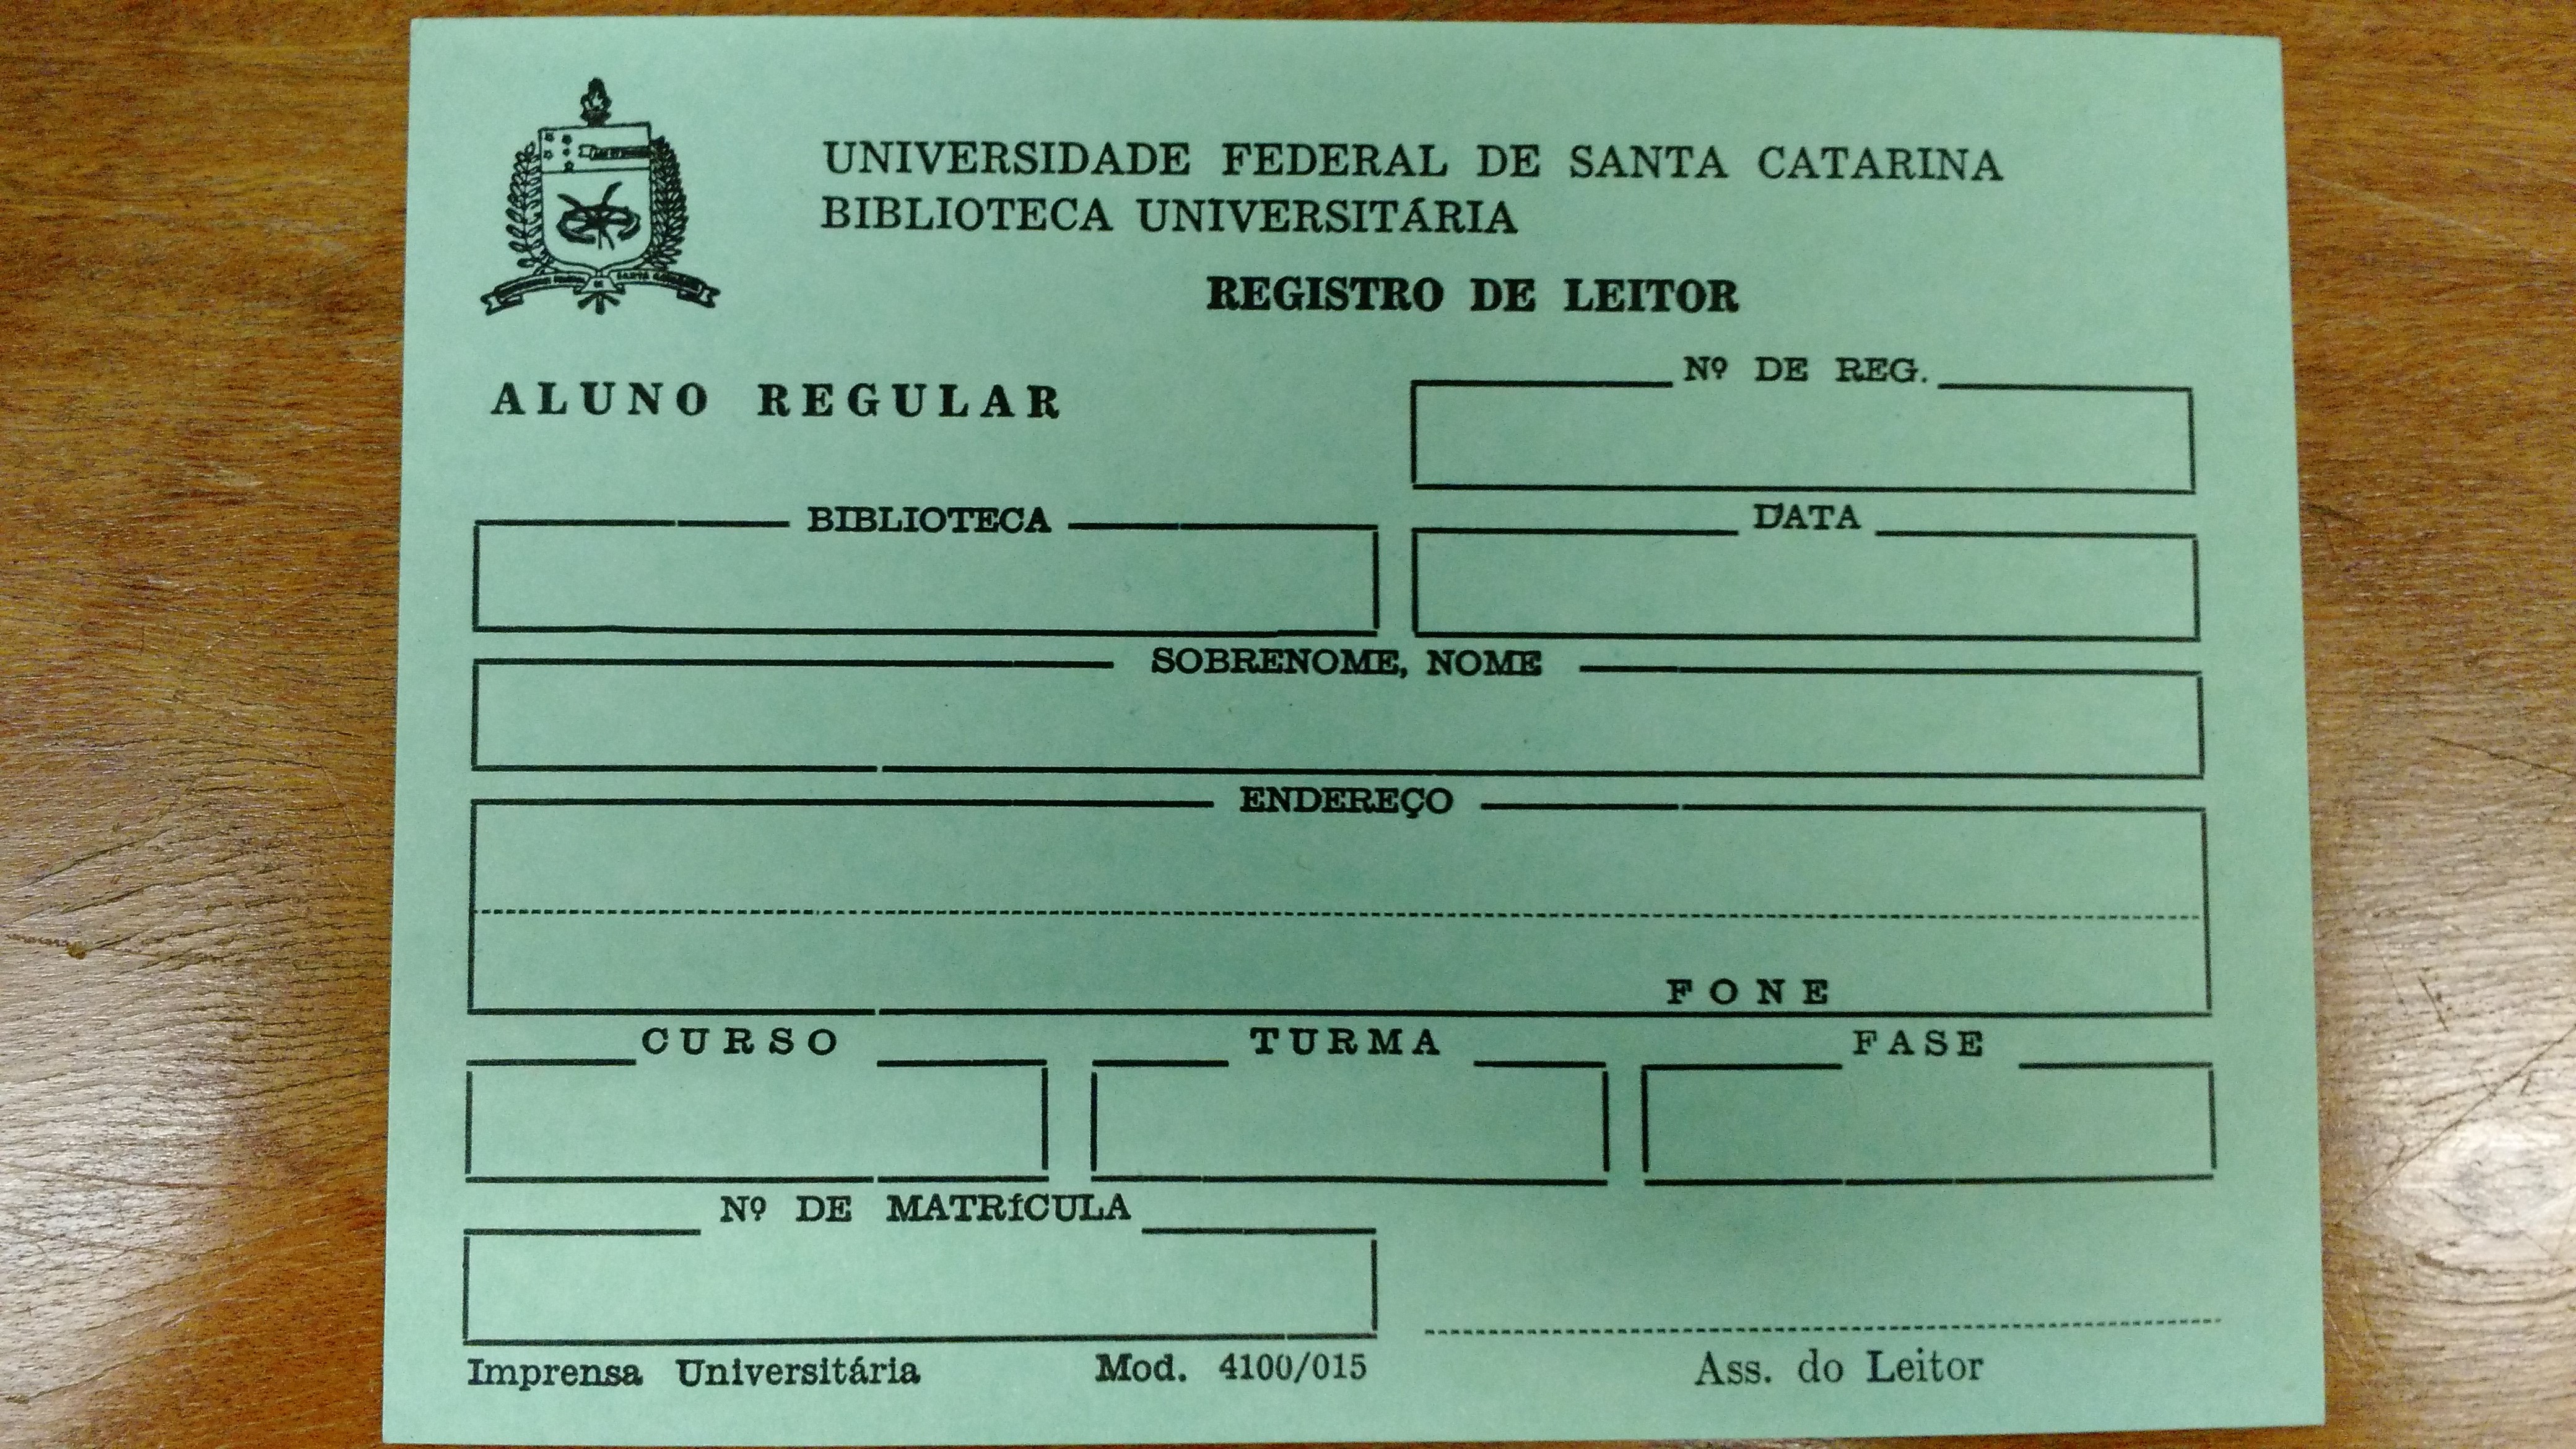 UNIVERSIDADE FEDERAL DE SANTA CATARINA
BIBLIOTECA UNIVERSITÁRIA
REGISTRO DE LEITOR
ALUNO REGULAR
Nº DE REG.
BIBLIOTECA
DATA
SOBRENOME, NOME
ENDEREÇO
FONE
CURSO
TURMA
FASE
Nº DE MATRÍCULA
Imprensa Universitária
Mod. 4100/015
Ass. do Leitor